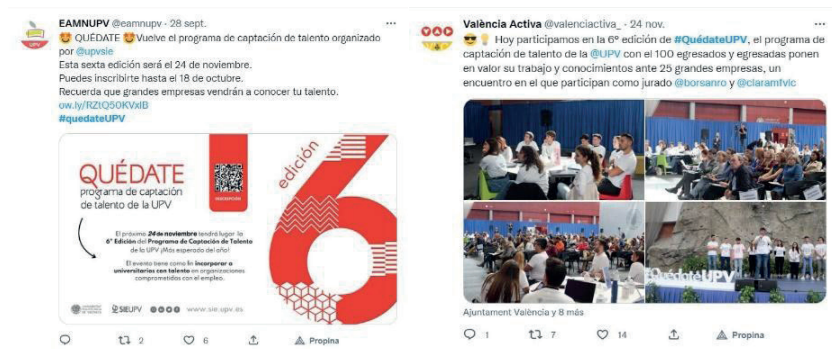 EAMNUPV @eamnupv · 28 sept.
QUÉDATE Vuelve el programa de captación de talento organizado
por @upvsie
Esta sexta edición será el 24 de noviembre.
Puedes inscribirte hasta el 18 de octubre.
Recuerda que grandes empresas vendrán a conocer tu talento.
ow.ly/RZtQ50KVxlB
#quedateUPV
QUÉDATE
programa de captación
de talento de la UPV
edición
6
El próximo 24 de noviembre tendrá lugar la
6ª Edición del Programa de Captación de Talento
de la UPV ¡Más esperado del año!
El evento tiene como fin incorporar a
universitarios con talento en organizaciones
comprometidas con el empleo.
SIEUPV www.sie.upv.es
2 6 Propina
València Activa @valenciactiva_ · 24 nov.
Hoy participamos en la 6ª edición de #QuédateUPV, el programa de
captación de talento de la @UPV con el 100 egresados y egresadas ponen
en valor su trabajo y conocimientos ante 25 grandes empresas, un
encuentro en el que participan como jurado @borsanro y @claramfvic
QuédateUPV
Ajuntament València y 8 más
1 7 14 Propina